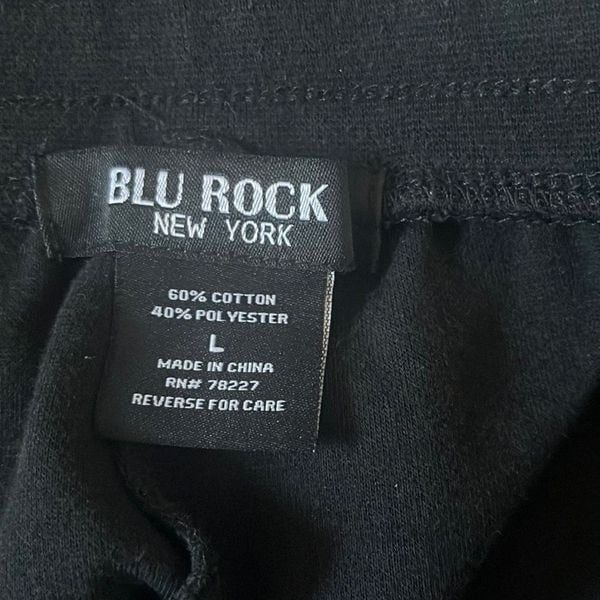 BLU ROCK
NEW YORK
60% COTTON
40% POLYESTER
L
MADE IN CHINA
RN# 78227
REVERSE FOR CARE